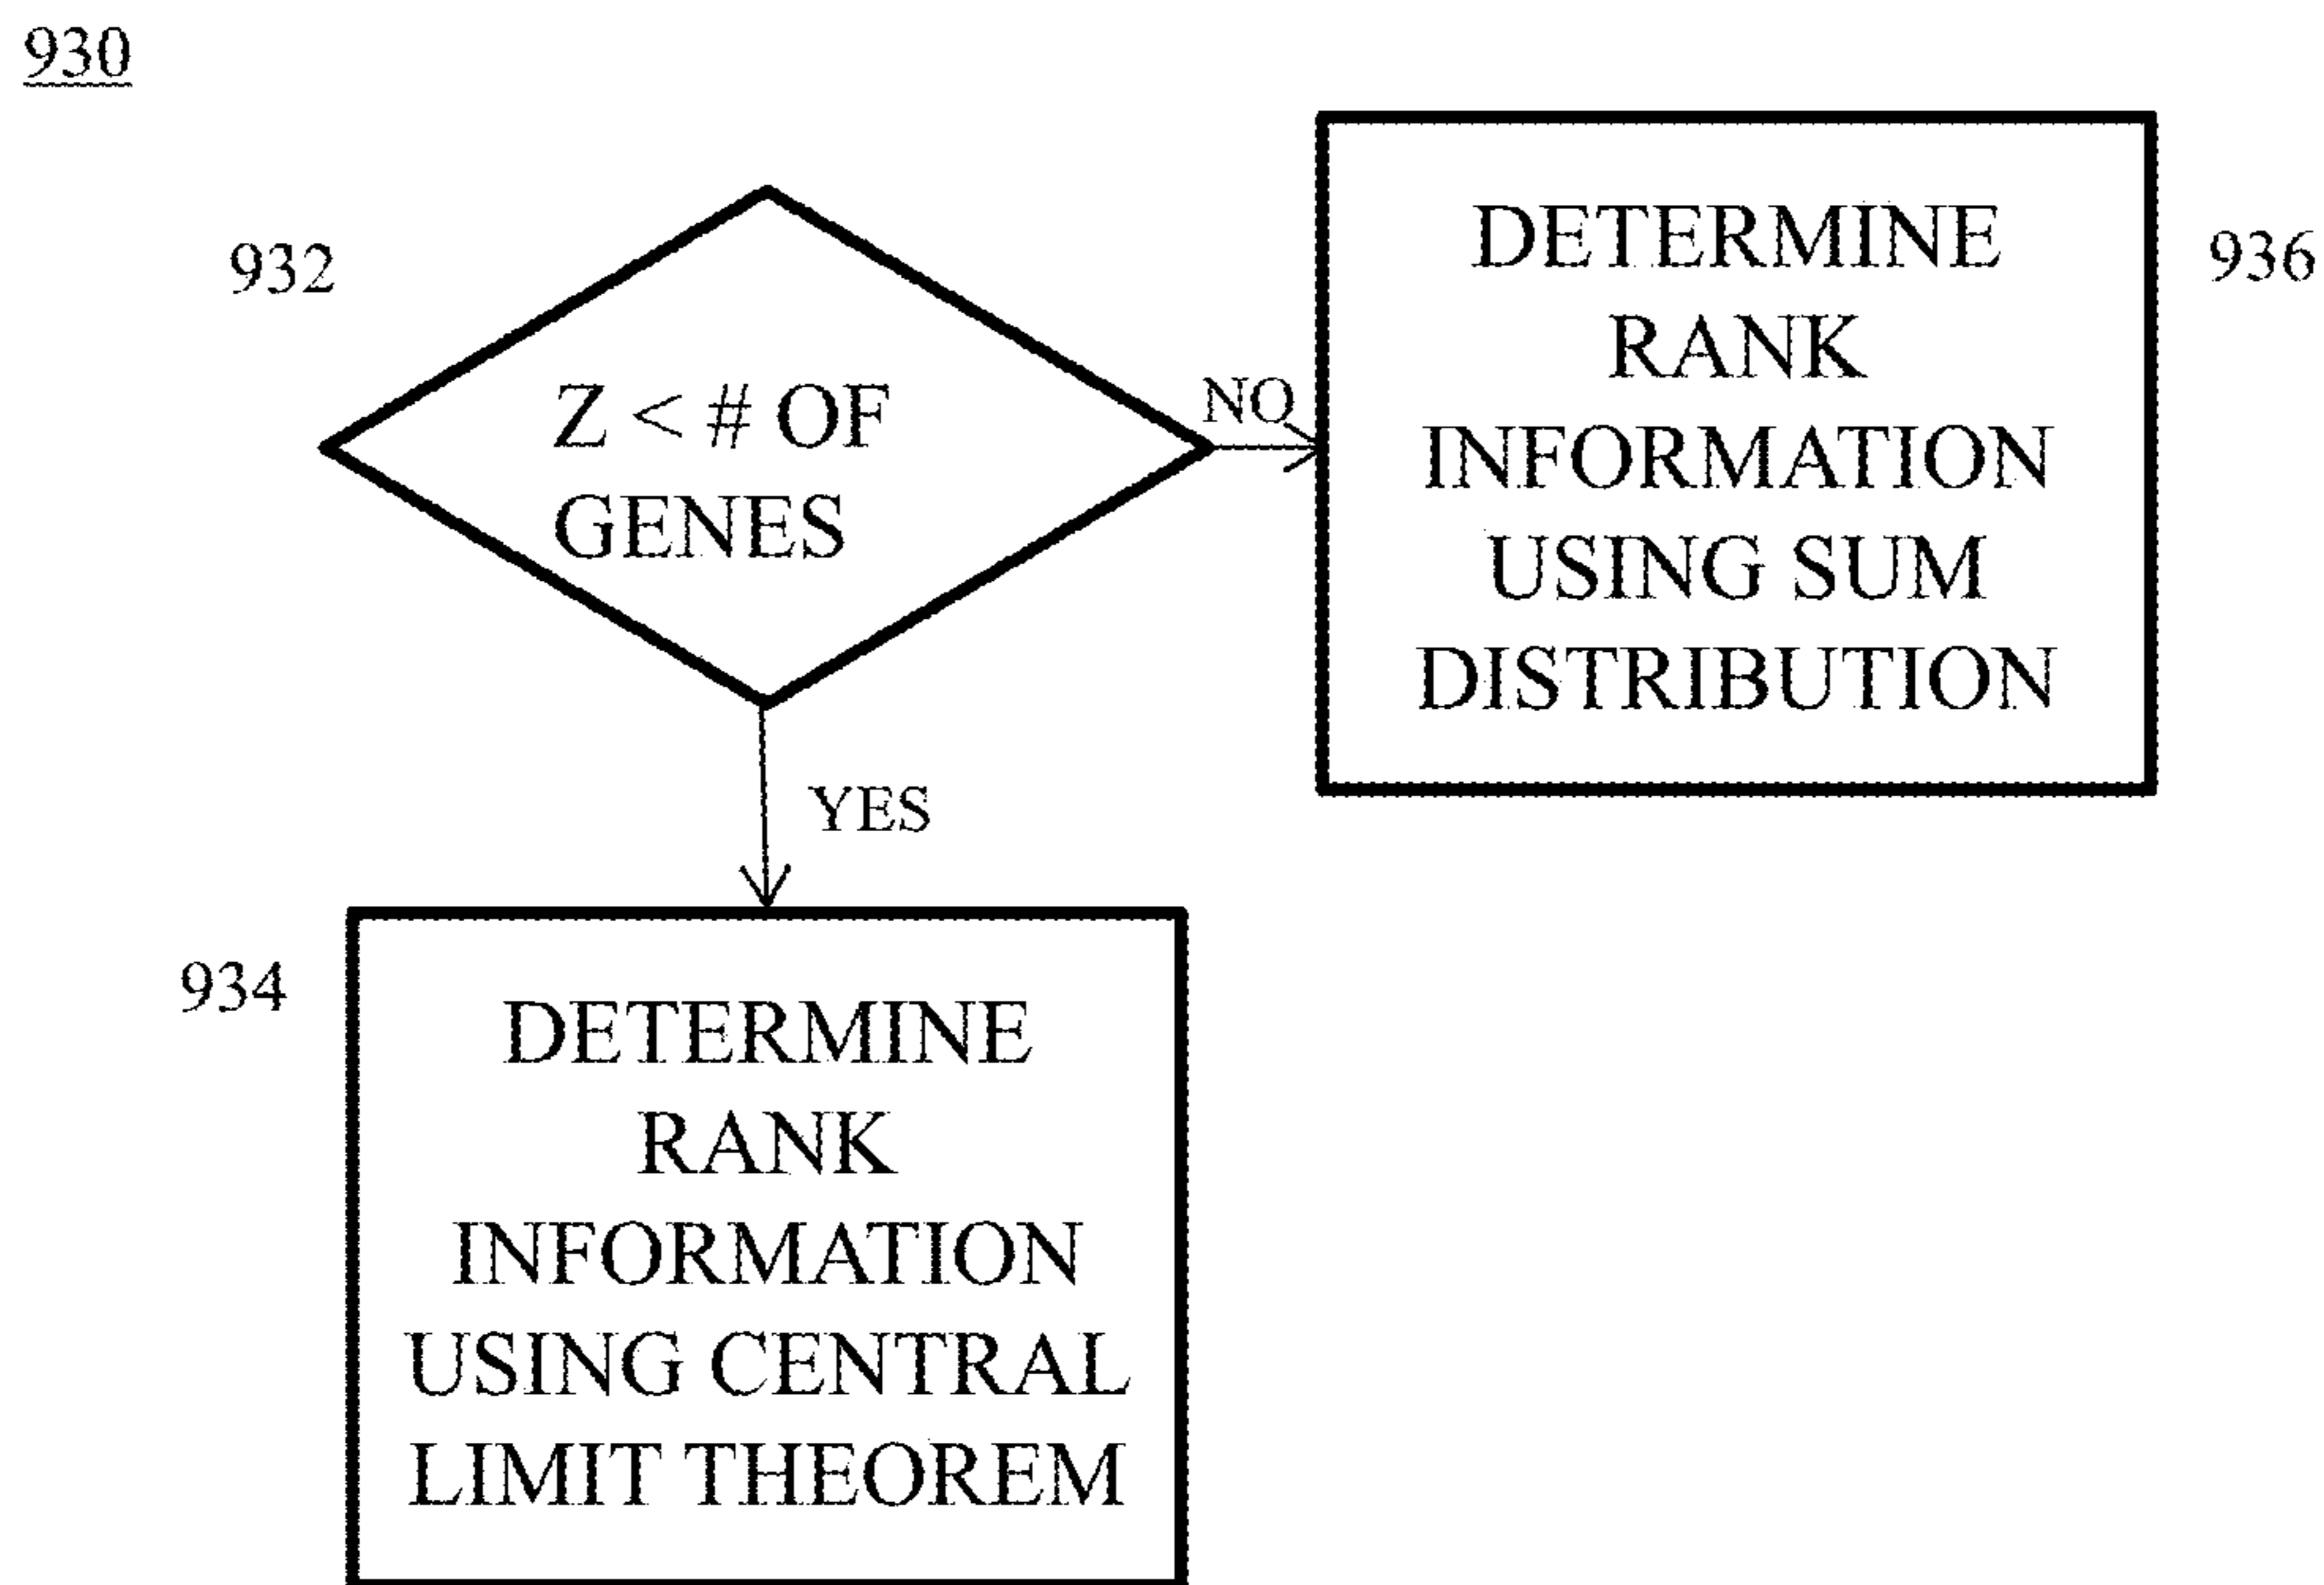 930
932
Z < # OF
GENES
NO
DETERMINE
RANK
INFORMATION
USING SUM
DISTRIBUTION
936
YES
934
DETERMINE
RANK
INFORMATION
USING CENTRAL
LIMIT THEOREM